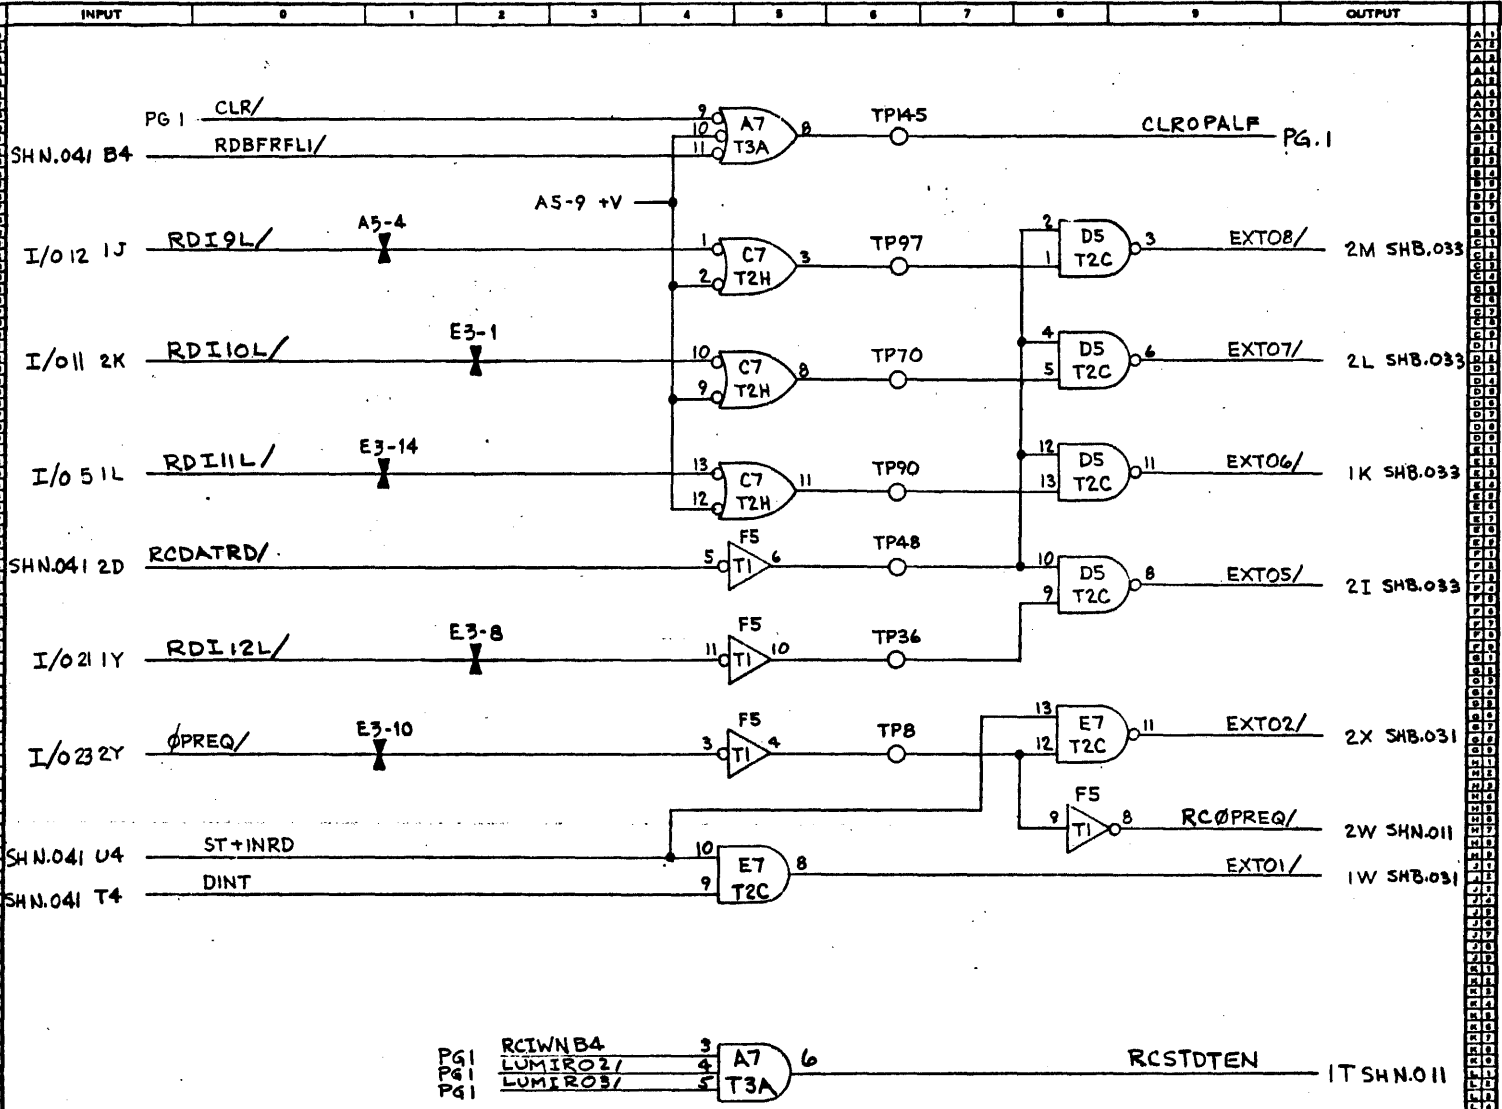 INPUT 0 1 2 3 4 5 6 7 8 9 OUTPUT
PG 1 CLR/ 9 A7 T3A 8 TP145 CLROPALF PG.1
10
SHN.041 B4 RDBFRFL1/ 11
A5-9 +V
I/O 12 1J RDI9L/ A5-4 1 C7 T2H 3 TP97 2 D5 T2C 3 EXTO8/ 2M SHB.033
2 1
I/O 11 2K RDI10L/ E3-1 10 C7 T2H 8 TP70 4 D5 T2C 6 EXTO7/ 2L SHB.033
9 5
I/O 5 1L RDI11L/ E3-14 13 C7 T2H 11 TP90 12 D5 T2C 11 EXTO6/ 1K SHB.033
12 13
SHN.041 2D RCDATRD/ 5 F5 T1 6 TP48 10 D5 T2C 8 EXTO5/ 2I SHB.033
9
I/O 21 1Y RDI12L/ E3-8 11 F5 T1 10 TP36
I/O 23 2Y ØPREQ/ E3-10 3 F5 T1 4 TP8 13 E7 T2C 11 EXTO2/ 2X SHB.031
12
F5 9 T1 8 RCØPREQ/ 2W SHN.011
SHN.041 U4 ST+INRD 10 E7 T2C 8 EXTO1/ 1W SHB.031
SHN.041 T4 DINT 9
PG1 RCIWNB4 3 A7 T3A 6 RCSTDTEN 1T SHN.011
PG1 LUMIRO2/ 4
PG1 LUMIRO3/ 5